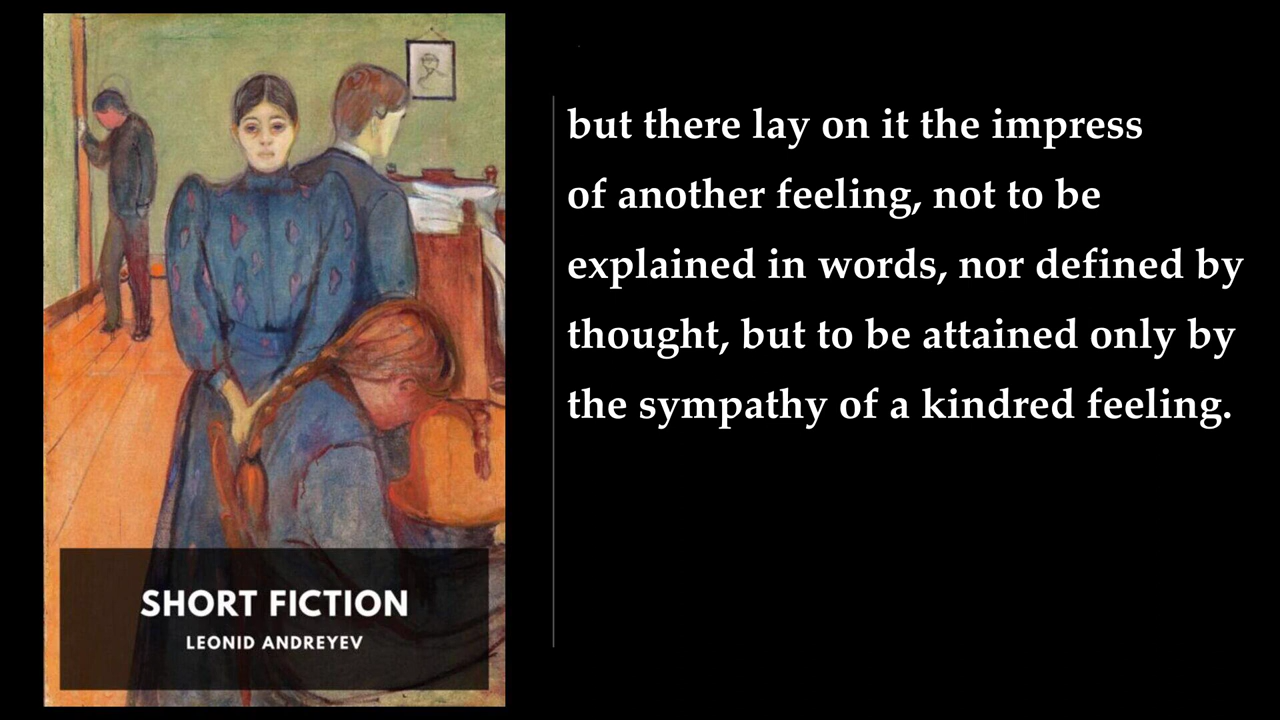 SHORT FICTION
LEONID ANDREYEV
but there lay on it the impress
of another feeling, not to be
explained in words, nor defined by
thought, but to be attained only by
the sympathy of a kindred feeling.